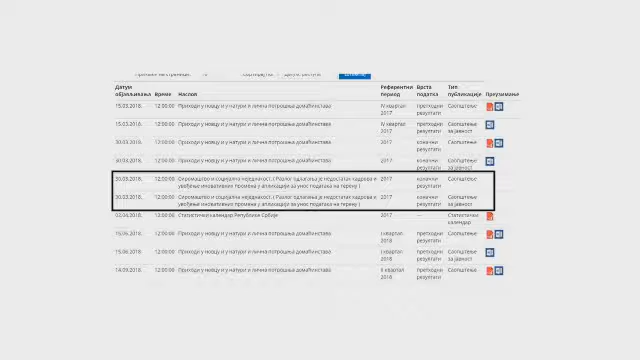 Датум објављивања Време Наслов Референтни период Врста податка Тип публикације Преузимање
15.03.2018. 12:00:00 Приходи у новцу и у натури и лична потрошња домаћинстава IV квартал 2017 претходни резултати Саопштење
15.03.2018. 12:00:00 Приходи у новцу и у натури и лична потрошња домаћинстава IV квартал 2017 претходни резултати Саопштење за јавност
30.03.2018. 12:00:00 Приходи у новцу и у натури и лична потрошња домаћинстава 2017 коначни резултати Саопштење
30.03.2018. 12:00:00 Приходи у новцу и у натури и лична потрошња домаћинстава 2017 коначни резултати Саопштење за јавност
30.03.2018. 12:00:00 Сиромаштво и социјална неједнакост. ( Разлог одлагања је недостатак кадрова и увођење иновативних промена у апликацији за унос података на терену ) 2017 коначни резултати Саопштење
30.03.2018. 12:00:00 Сиромаштво и социјална неједнакост. ( Разлог одлагања је недостатак кадрова и увођење иновативних промена у апликацији за унос података на терену ) 2017 коначни резултати Саопштење за јавност
02.04.2018. 12:00:00 Статистички календар Републике Србије 2017 --- Статистички календар
15.06.2018. 12:00:00 Приходи у новцу и у натури и лична потрошња домаћинстава I квартал 2018 претходни резултати Саопштење
15.06.2018. 12:00:00 Приходи у новцу и у натури и лична потрошња домаћинстава I квартал 2018 претходни резултати Саопштење за јавност
14.09.2018. 12:00:00 Приходи у новцу и у натури и лична потрошња домаћинстава II квартал 2018 претходни резултати Саопштење